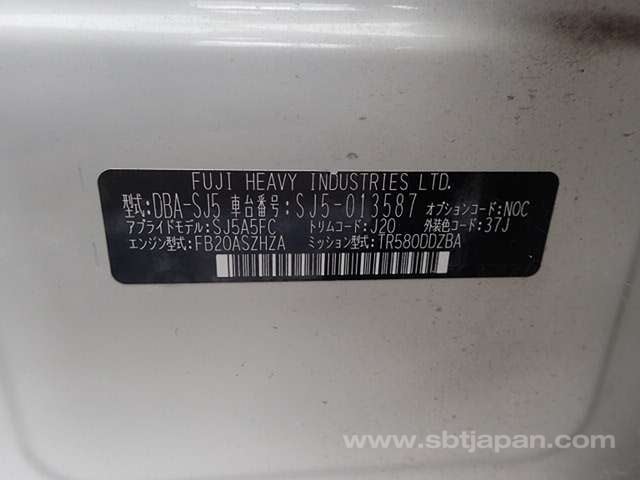 FUJI HEAVY INDUSTRIES LTD.
型式:DBA-SJ5 車台番号:SJ5-013587 オプションコード:NOC
アプライドモデル:SJ5A5FC トリムコード:J20 外装色コード:37J
エンジン型式:FB20ASZHZA ミッション型式:TR580DDZBA
www.sbtjapan.com